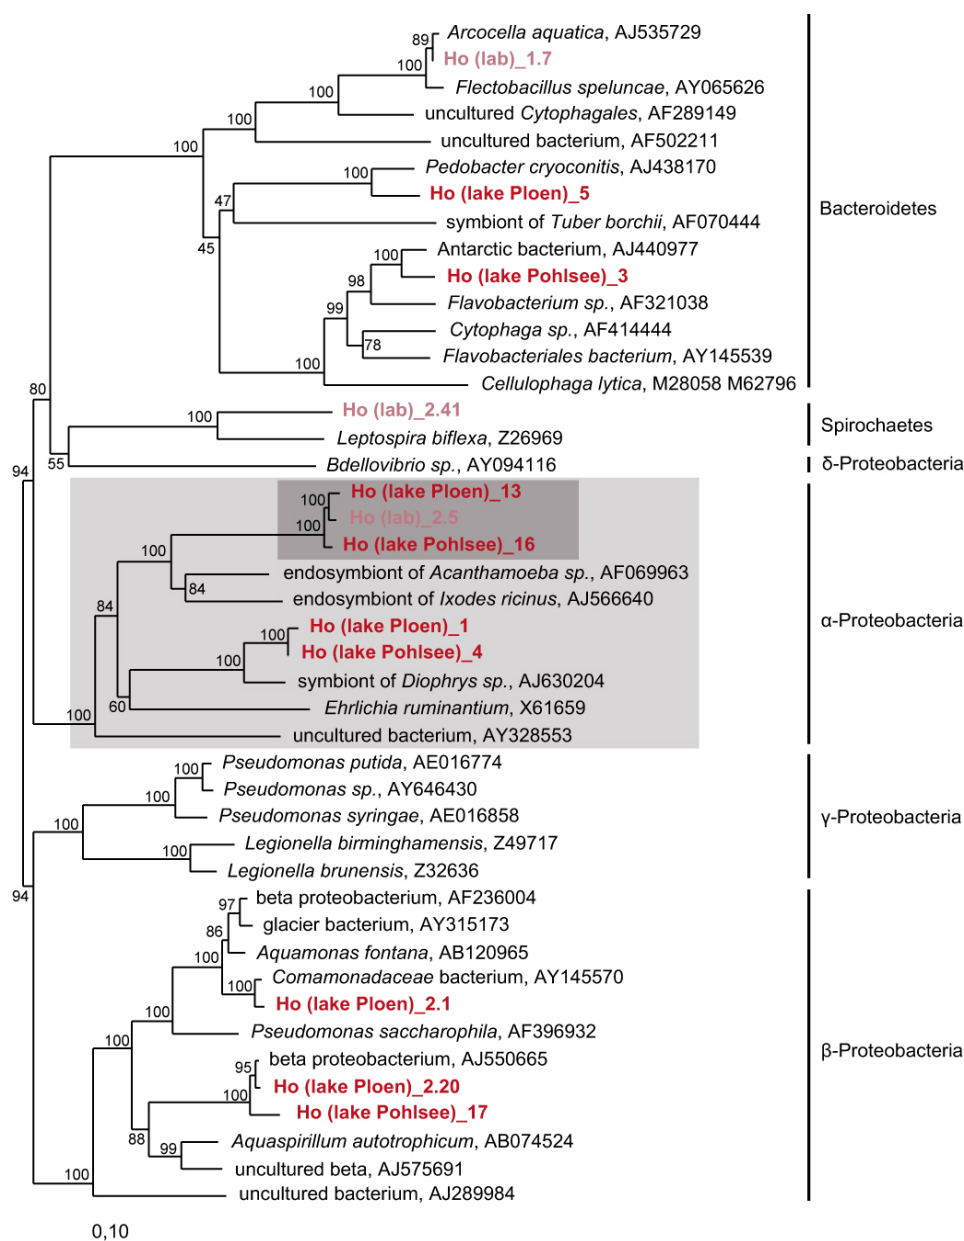 Arcocella aquatica, AJ535729
89
Ho (lab)_1.7
100
Flectobacillus speluncae, AY065626
100
uncultured Cytophagales, AF289149
100
uncultured bacterium, AF502211
100
Pedobacter cryoconitis, AJ438170
100
Ho (lake Ploen)_5
47
symbiont of Tuber borchii, AF070444
45
Antarctic bacterium, AJ440977
100
Ho (lake Pohlsee)_3
98
Flavobacterium sp., AF321038
99
Cytophaga sp., AF414444
78
Flavobacteriales bacterium, AY145539
100
Cellulophaga lytica, M28058 M62796
Bacteroidetes
80
Ho (lab)_2.41
100
Leptospira biflexa, Z26969
Spirochaetes
55
Bdellovibrio sp., AY094116
δ-Proteobacteria
94
Ho (lake Ploen)_13
100
Ho (lab)_2.5
100
Ho (lake Pohlsee)_16
100
endosymbiont of Acanthamoeba sp., AF069963
84
endosymbiont of Ixodes ricinus, AJ566640
84
Ho (lake Ploen)_1
100
Ho (lake Pohlsee)_4
100
symbiont of Diophrys sp., AJ630204
60
Ehrlichia ruminantium, X61659
100
uncultured bacterium, AY328553
α-Proteobacteria
Pseudomonas putida, AE016774
100
Pseudomonas sp., AY646430
100
Pseudomonas syringae, AE016858
100
Legionella birminghamensis, Z49717
100
Legionella brunensis, Z32636
γ-Proteobacteria
94
beta proteobacterium, AF236004
97
glacier bacterium, AY315173
86
Aquamonas fontana, AB120965
100
Comamonadaceae bacterium, AY145570
100
Ho (lake Ploen)_2.1
Pseudomonas saccharophila, AF396932
100
beta proteobacterium, AJ550665
95
Ho (lake Ploen)_2.20
100
Ho (lake Pohlsee)_17
88
Aquaspirillum autotrophicum, AB074524
99
uncultured beta, AJ575691
100
uncultured bacterium, AJ289984
β-Proteobacteria
0,10